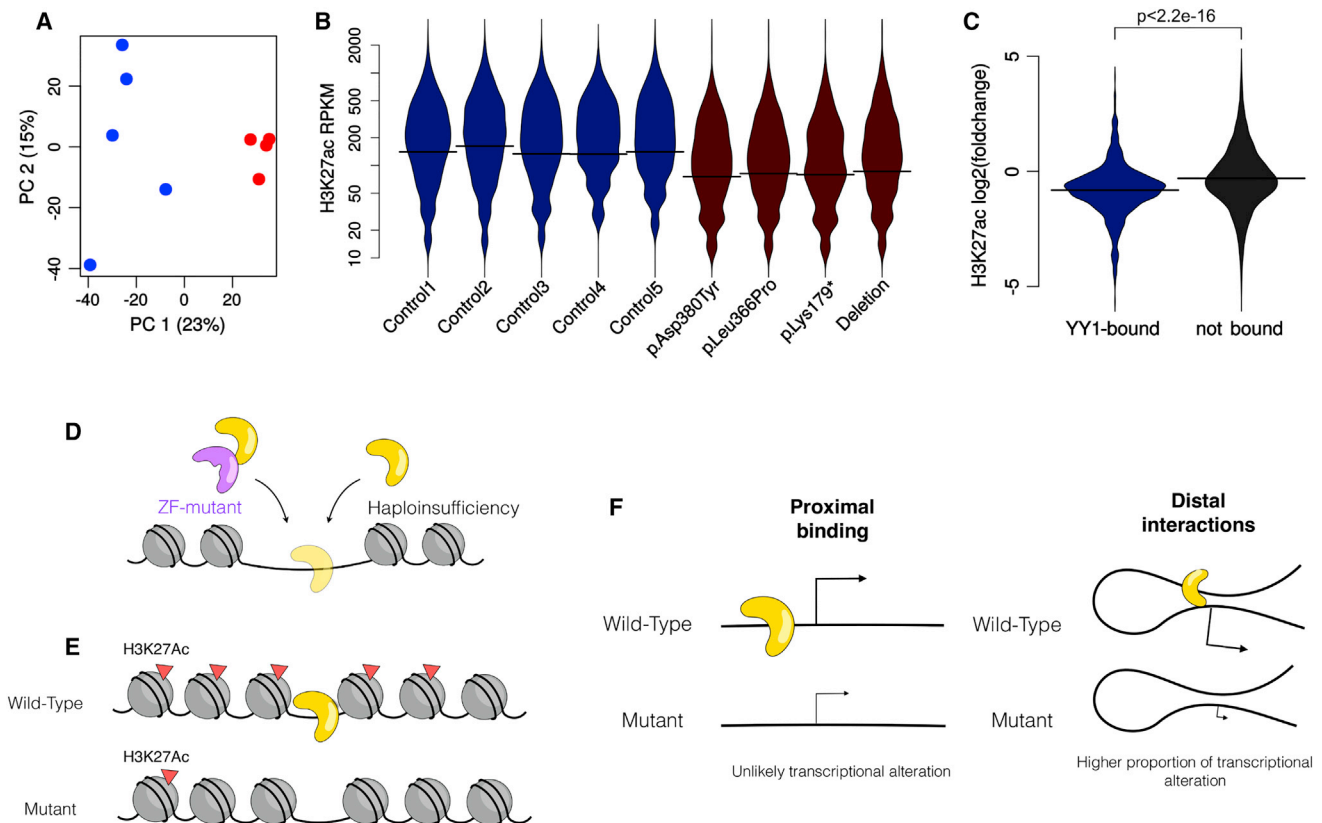 A
20
0
-20
-40
PC 2 (15%)
-40
-20
0
20
PC 1 (23%)
B
2000
500
200
50
20
10
H3K27ac RPKM
Control1
Control2
Control3
Control4
Control5
p.Asp380Tyr
p.Leu366Pro
p.Lys179*
Deletion
C
p<2.2e-16
5
0
-5
H3K27ac log2(foldchange)
YY1-bound
not bound
D
ZF-mutant
Haploinsufficiency
E
H3K27Ac
Wild-Type
H3K27Ac
Mutant
F
Proximal
binding
Wild-Type
Mutant
Unlikely transcriptional alteration
Distal
interactions
Wild-Type
Mutant
Higher proportion of transcriptional
alteration